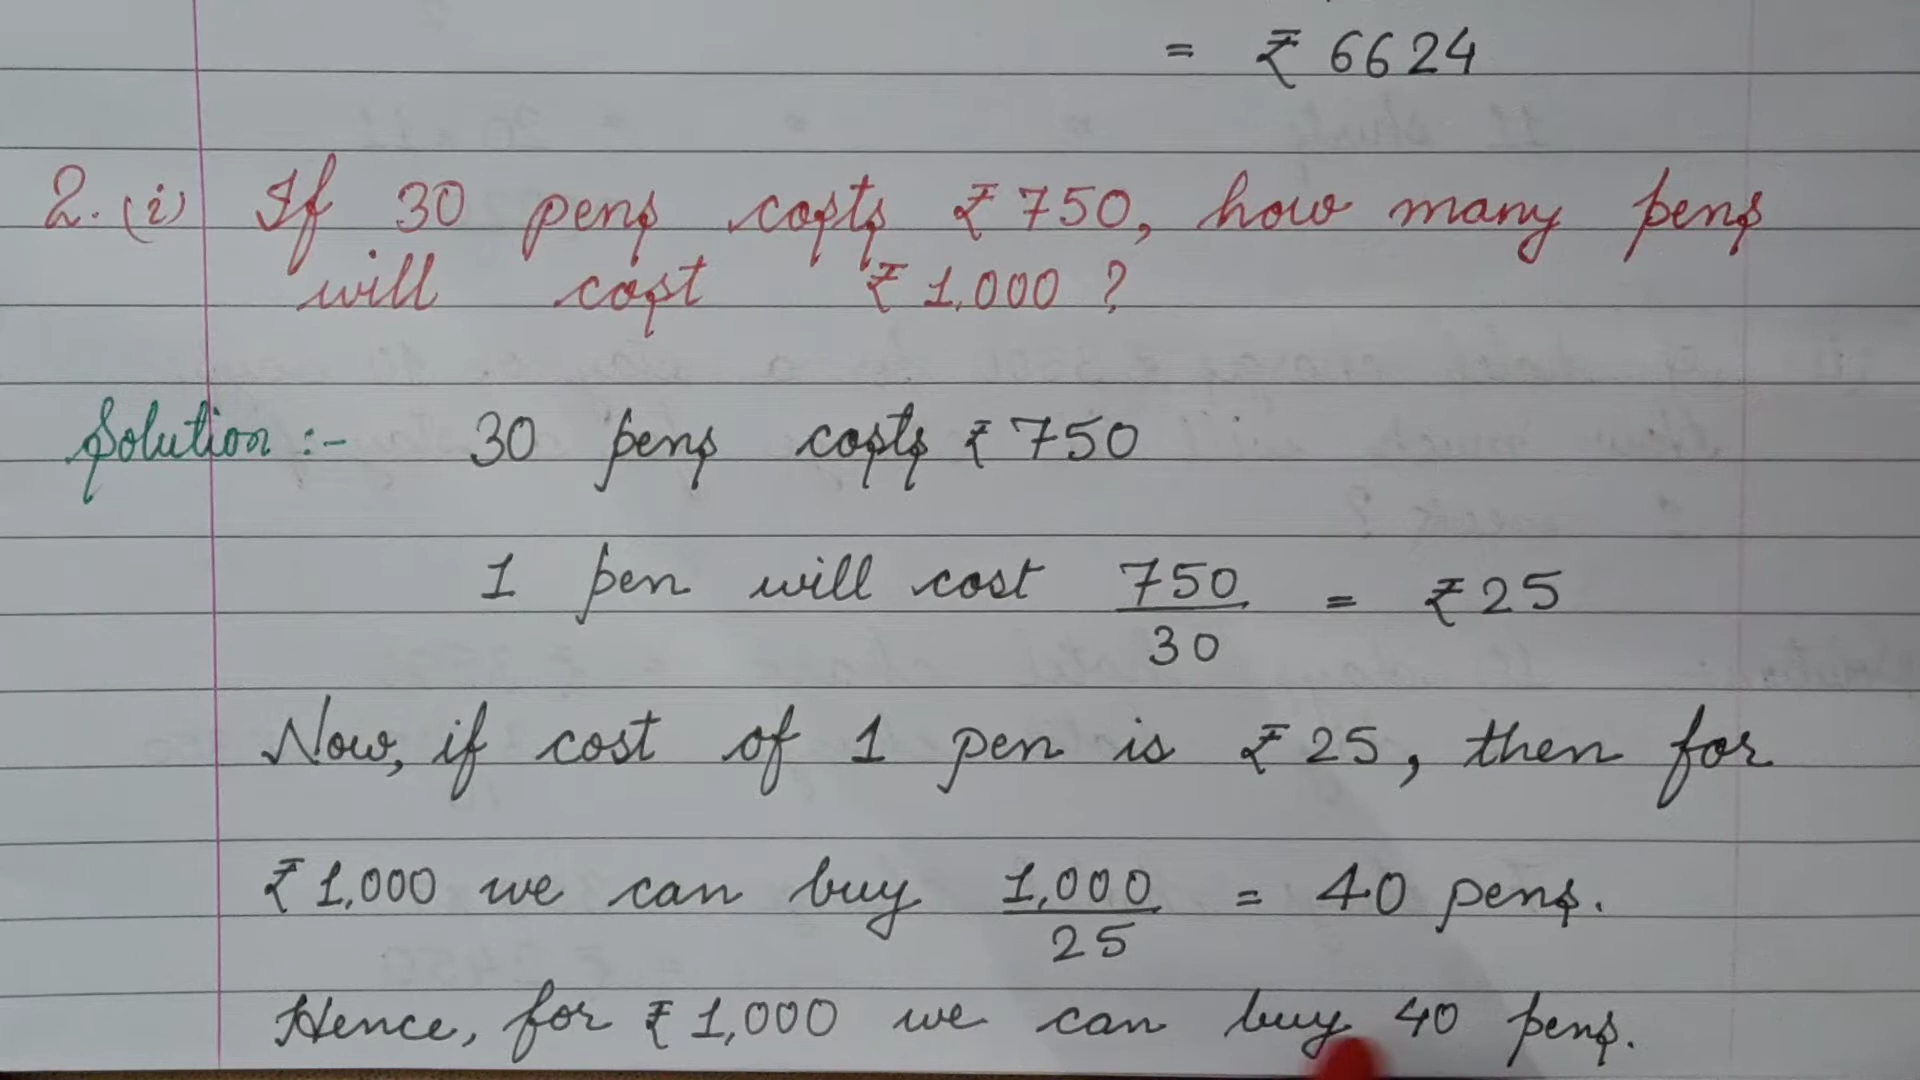 = ₹ 6624
2. (i) If 30 pens costs ₹ 750, how many pens
will cost ₹ 1,000 ?
Solution :- 30 pens costs ₹ 750
1 pen will cost 750/30 = ₹ 25
Now, if cost of 1 pen is ₹ 25, then for
₹ 1,000 we can buy 1,000/25 = 40 pens.
Hence, for ₹ 1,000 we can buy 40 pens.